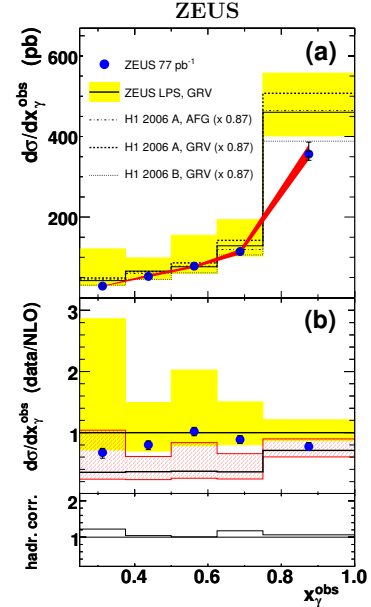 ZEUS
dσ/dx_γ^obs (pb)
600
400
200
(a)
ZEUS 77 pb⁻¹
ZEUS LPS, GRV
H1 2006 A, AFG (x 0.87)
H1 2006 A, GRV (x 0.87)
H1 2006 B, GRV (x 0.87)
dσ/dx_γ^obs (data/NLO)
3
2
1
(b)
hadr. corr.
2
1
0.4 0.6 0.8 1.0
x_γ^obs